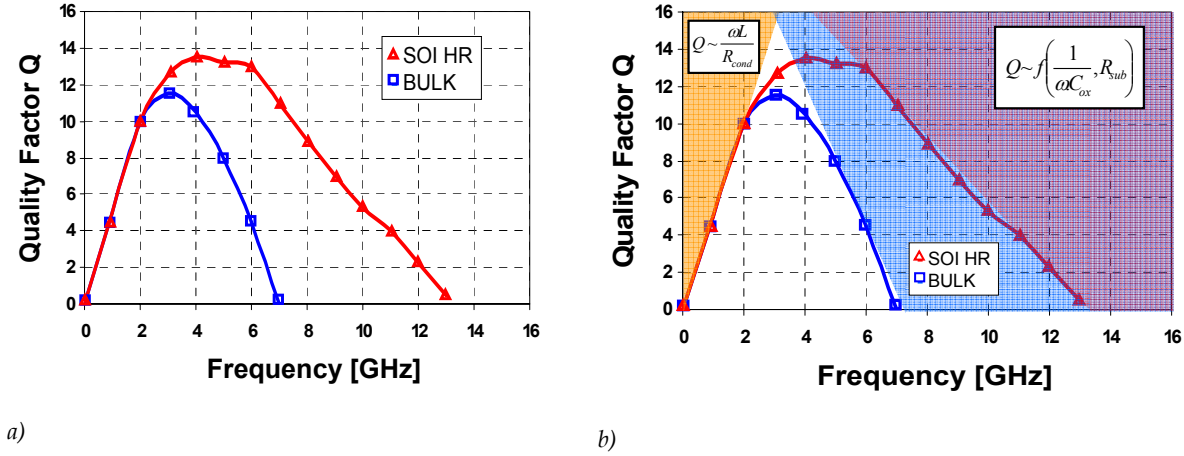 16
14
12
10
8
6
4
2
0
Quality Factor Q
SOI HR
BULK
0 2 4 6 8 10 12 14 16
Frequency [GHz]
a)
16
14
12
10
8
6
4
2
0
Quality Factor Q
Q ~ ωL / R_cond
Q ~ f(1 / ωC_ox, R_sub)
SOI HR
BULK
0 2 4 6 8 10 12 14 16
Frequency [GHz]
b)